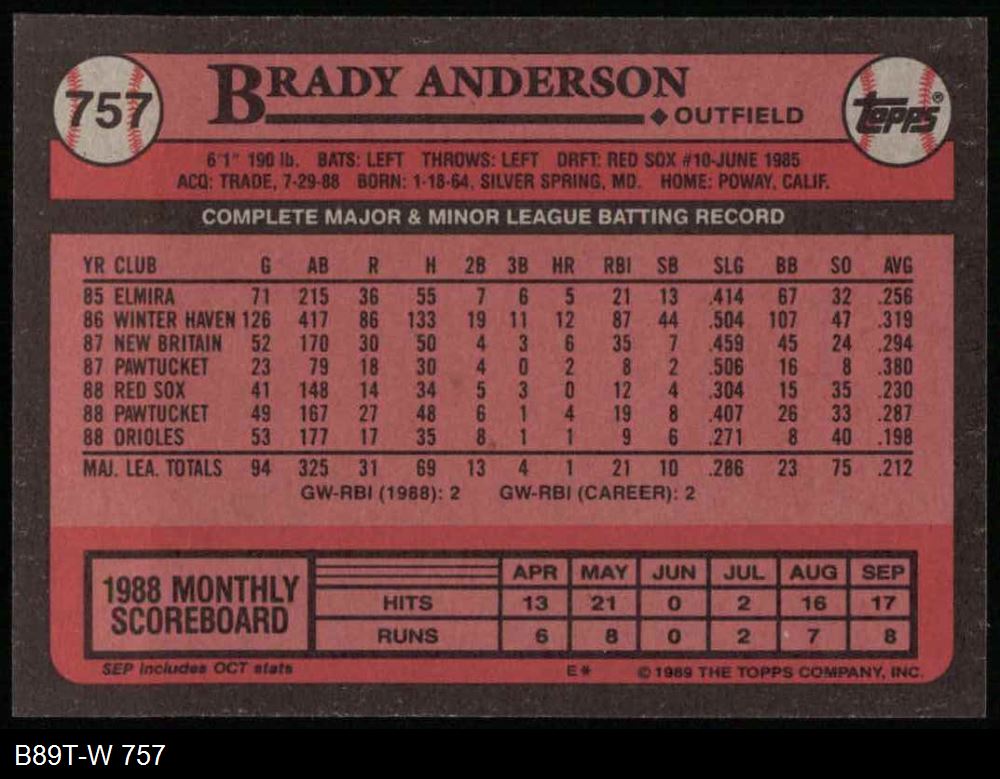 757 BRADY ANDERSON Topps®
OUTFIELD
6'1" 190 lb. BATS: LEFT THROWS: LEFT DRFT: RED SOX #10-JUNE 1985
ACQ: TRADE, 7-29-88 BORN: 1-18-64, SILVER SPRING, MD. HOME: POWAY, CALIF.
COMPLETE MAJOR & MINOR LEAGUE BATTING RECORD
YR CLUB G AB R H 2B 3B HR RBI SB SLG BB SO AVG
85 ELMIRA 71 215 36 55 7 6 5 21 13 .414 67 32 .256
86 WINTER HAVEN 126 417 86 133 19 11 12 87 44 .504 107 47 .319
87 NEW BRITAIN 52 170 30 50 4 3 6 35 7 .459 45 24 .294
87 PAWTUCKET 23 79 18 30 4 0 2 8 2 .506 16 8 .380
88 RED SOX 41 148 14 34 5 3 0 12 4 .304 15 35 .230
88 PAWTUCKET 49 167 27 48 6 1 4 19 8 .407 26 33 .287
88 ORIOLES 53 177 17 35 8 1 1 9 6 .271 8 40 .198
MAJ. LEA. TOTALS 94 325 31 69 13 4 1 21 10 .286 23 75 .212
GW-RBI (1988): 2 GW-RBI (CAREER): 2
1988 MONTHLY
SCOREBOARD
APR MAY JUN JUL AUG SEP
HITS 13 21 0 2 16 17
RUNS 6 8 0 2 7 8
SEP includes OCT stats E* © 1989 THE TOPPS COMPANY, INC.
B89T-W 757